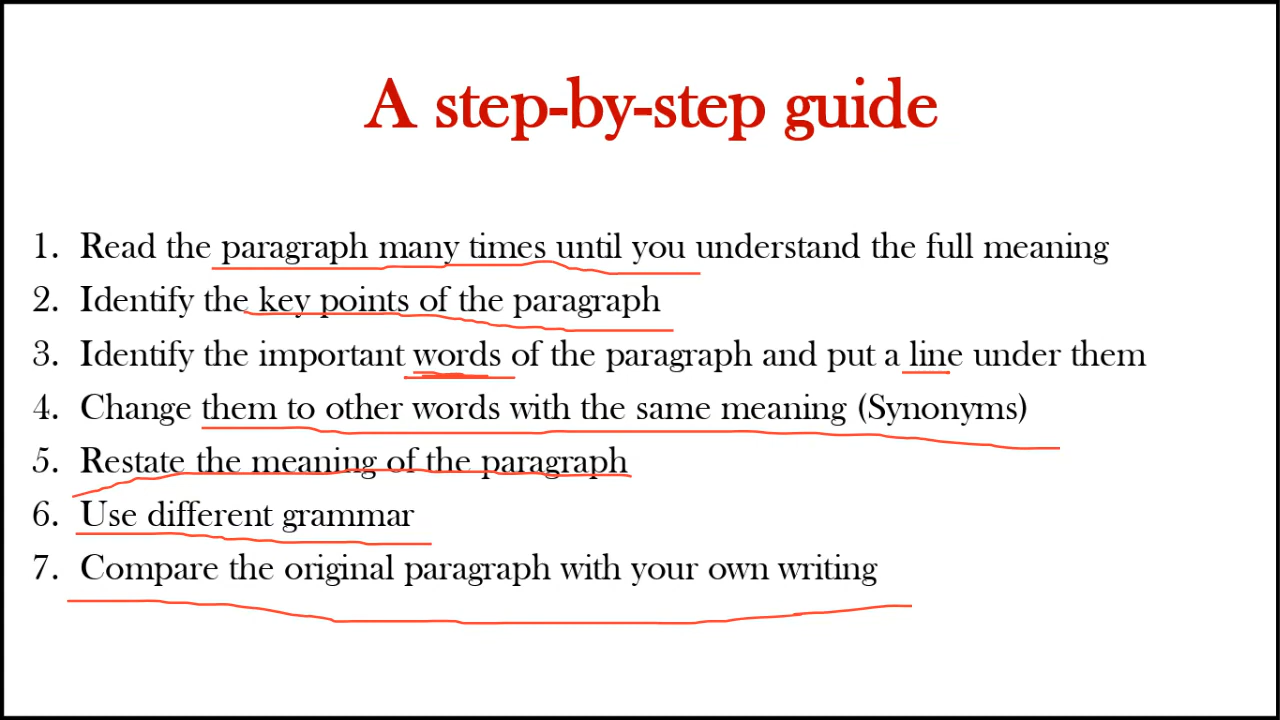 A step-by-step guide
1. Read the paragraph many times until you understand the full meaning
2. Identify the key points of the paragraph
3. Identify the important words of the paragraph and put a line under them
4. Change them to other words with the same meaning (Synonyms)
5. Restate the meaning of the paragraph
6. Use different grammar
7. Compare the original paragraph with your own writing